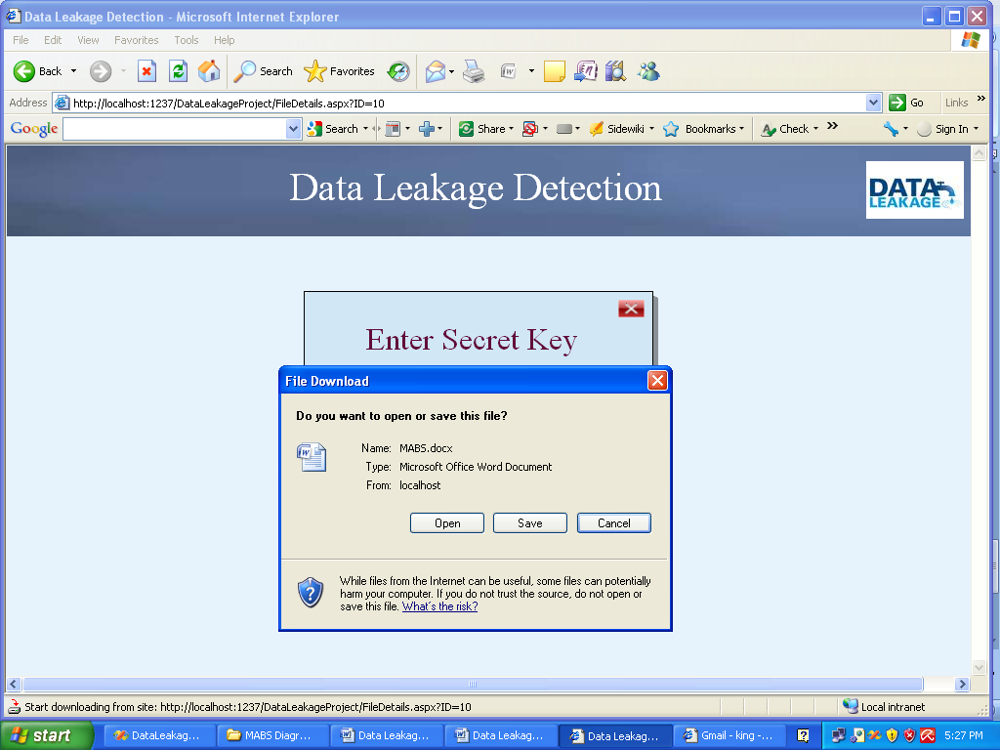 Data Leakage Detection - Microsoft Internet Explorer
File Edit View Favorites Tools Help
Back Search Favorites
Address http://localhost:1237/DataLeakageProject/FileDetails.aspx?ID=10 Go Links »
Google Search Share Sidewiki Bookmarks Check » Sign In
Data Leakage Detection
DATA
LEAKAGE
Enter Secret Key
File Download
Do you want to open or save this file?
Name: MABS.docx
Type: Microsoft Office Word Document
From: localhost
Open Save Cancel
While files from the Internet can be useful, some files can potentially
harm your computer. If you do not trust the source, do not open or
save this file. What's the risk?
Start downloading from site: http://localhost:1237/DataLeakageProject/FileDetails.aspx?ID=10 Local intranet
start DataLeakag... MABS Diagr... Data Leakag... Data Leakag... Data Leakag... Gmail - king -... 5:27 PM